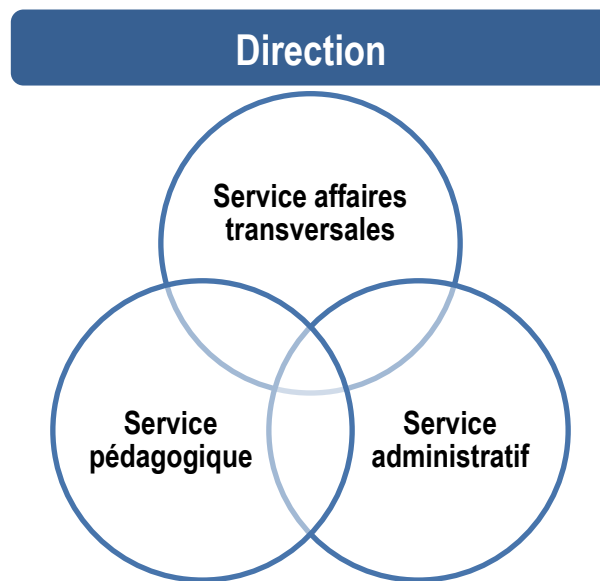 Direction
Service affaires
transversales
Service
pédagogique
Service
administratif